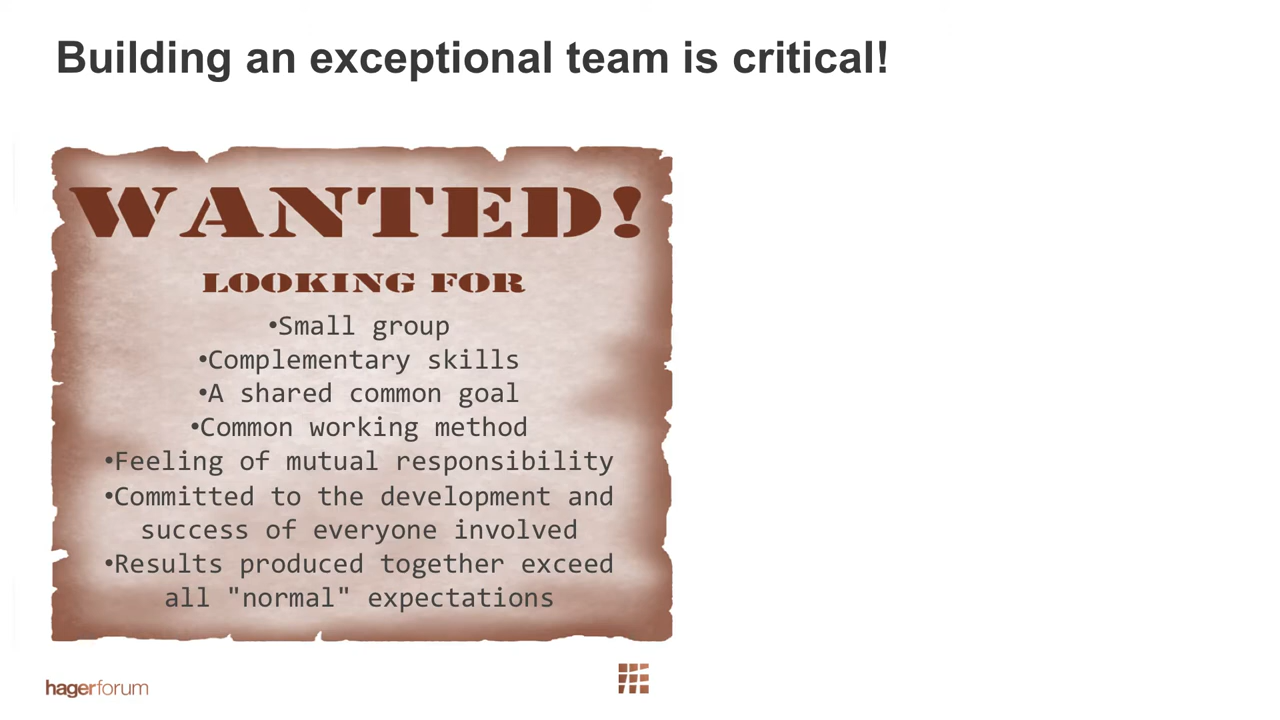 Building an exceptional team is critical!
WANTED!
LOOKING FOR
•Small group
•Complementary skills
•A shared common goal
•Common working method
•Feeling of mutual responsibility
•Committed to the development and
success of everyone involved
•Results produced together exceed
all "normal" expectations
hagerforum